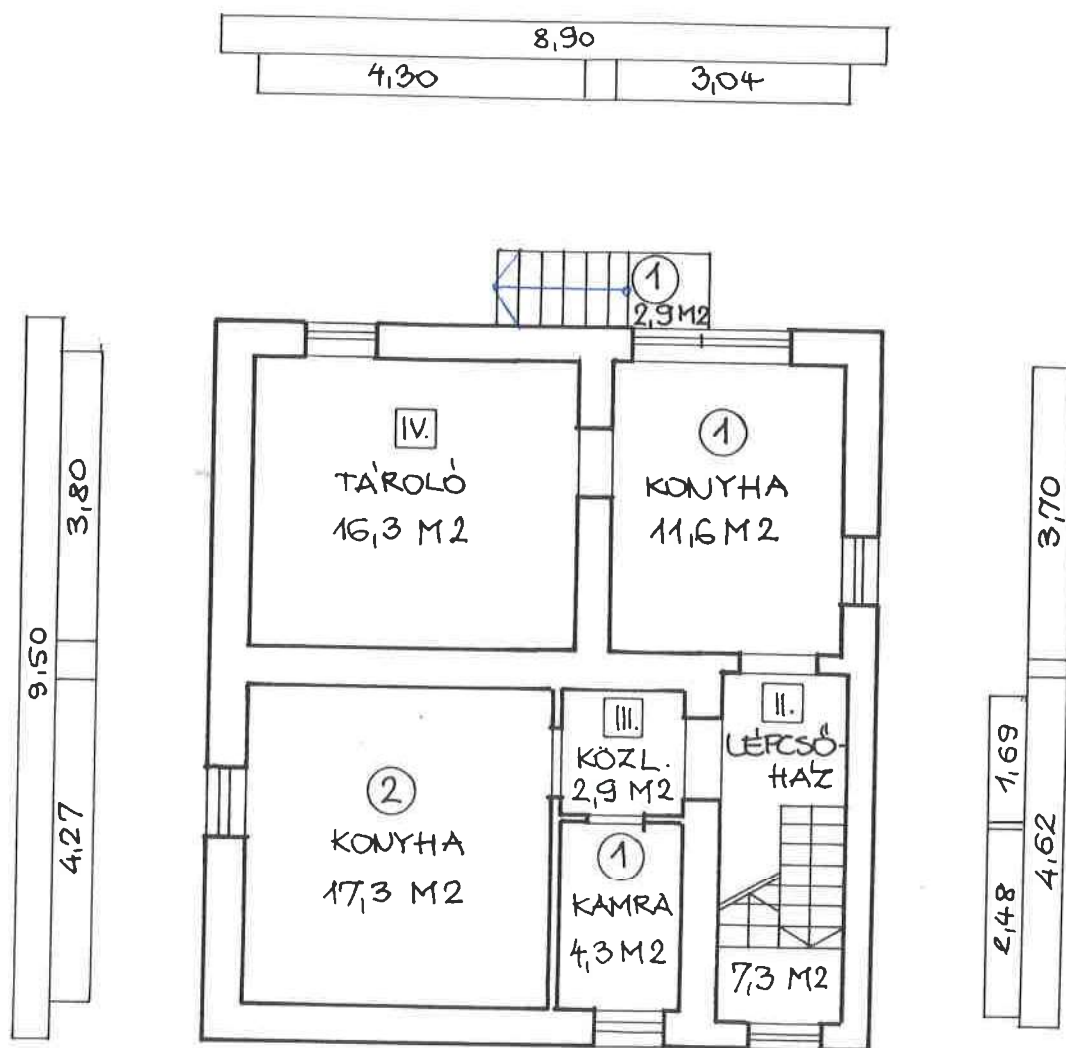 8,90
4,30
3,04
1
2,9 M2
9,50
3,80
4,27
IV.
TÁROLÓ
16,3 M2
1
KONYHA
11,6 M2
3,70
1,69
4,62
2,48
2
KONYHA
17,3 M2
III.
KÖZL.
2,9 M2
II.
LÉPCSŐ-
HÁZ
7,3 M2
1
KAMRA
4,3 M2